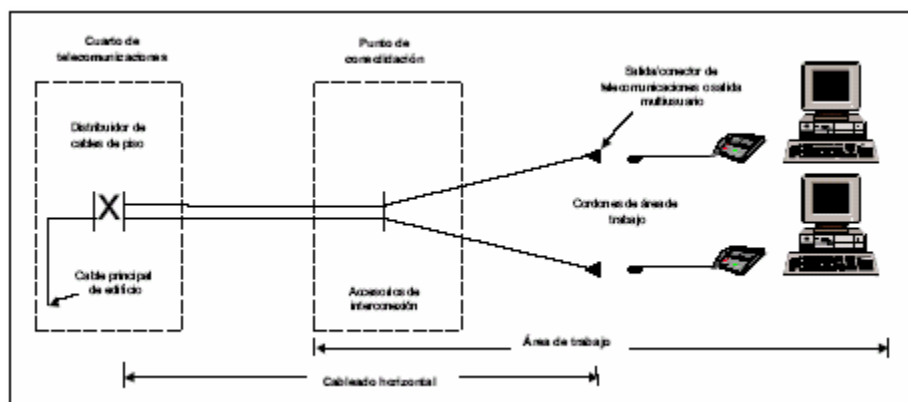 Cuarto de
telecomunicaciones
Punto de
consolidación
Salida/conector de
telecomunicaciones o salida
multiusuario
Distribuidor de
cables de piso
X
Cordones de área de
trabajo
Cable principal
de edificio
Accesorios de
interconexión
Área de trabajo
Cableado horizontal